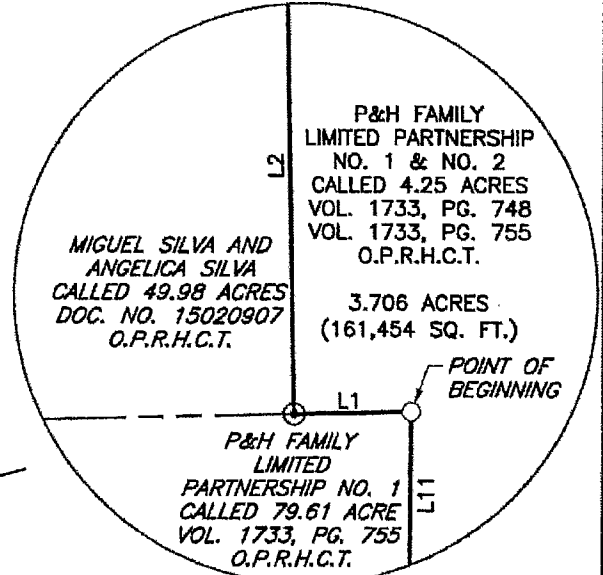 P&H FAMILY
LIMITED PARTNERSHIP
NO. 1 & NO. 2
CALLED 4.25 ACRES
VOL. 1733, PG. 748
VOL. 1733, PG. 755
O.P.R.H.C.T.
3.706 ACRES
(161,454 SQ. FT.)
L2
MIGUEL SILVA AND
ANGELICA SILVA
CALLED 49.98 ACRES
DOC. NO. 15020907
O.P.R.H.C.T.
POINT OF
BEGINNING
L1
P&H FAMILY
LIMITED
PARTNERSHIP NO. 1
CALLED 79.61 ACRE
VOL. 1733, PG. 755
O.P.R.H.C.T.
L11